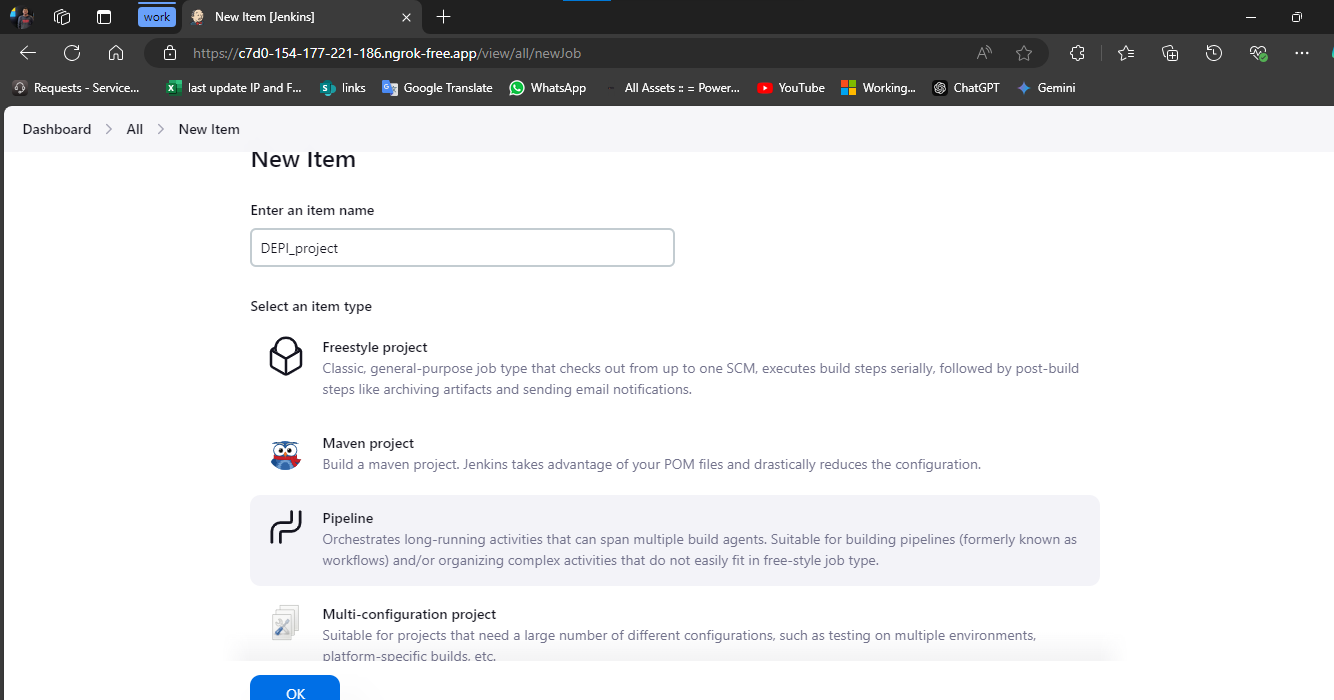 work
New Item [Jenkins]
https://c7d0-154-177-221-186.ngrok-free.app/view/all/newJob
Requests - Service...
last update IP and F...
links
Google Translate
WhatsApp
All Assets :: = Power...
YouTube
Working...
ChatGPT
Gemini
Dashboard
All
New Item
New Item
Enter an item name
DEPI_project
Select an item type
Freestyle project
Classic, general-purpose job type that checks out from up to one SCM, executes build steps serially, followed by post-build
steps like archiving artifacts and sending email notifications.
Maven project
Build a maven project. Jenkins takes advantage of your POM files and drastically reduces the configuration.
Pipeline
Orchestrates long-running activities that can span multiple build agents. Suitable for building pipelines (formerly known as
workflows) and/or organizing complex activities that do not easily fit in free-style job type.
Multi-configuration project
Suitable for projects that need a large number of different configurations, such as testing on multiple environments,
platform-specific builds, etc.
OK